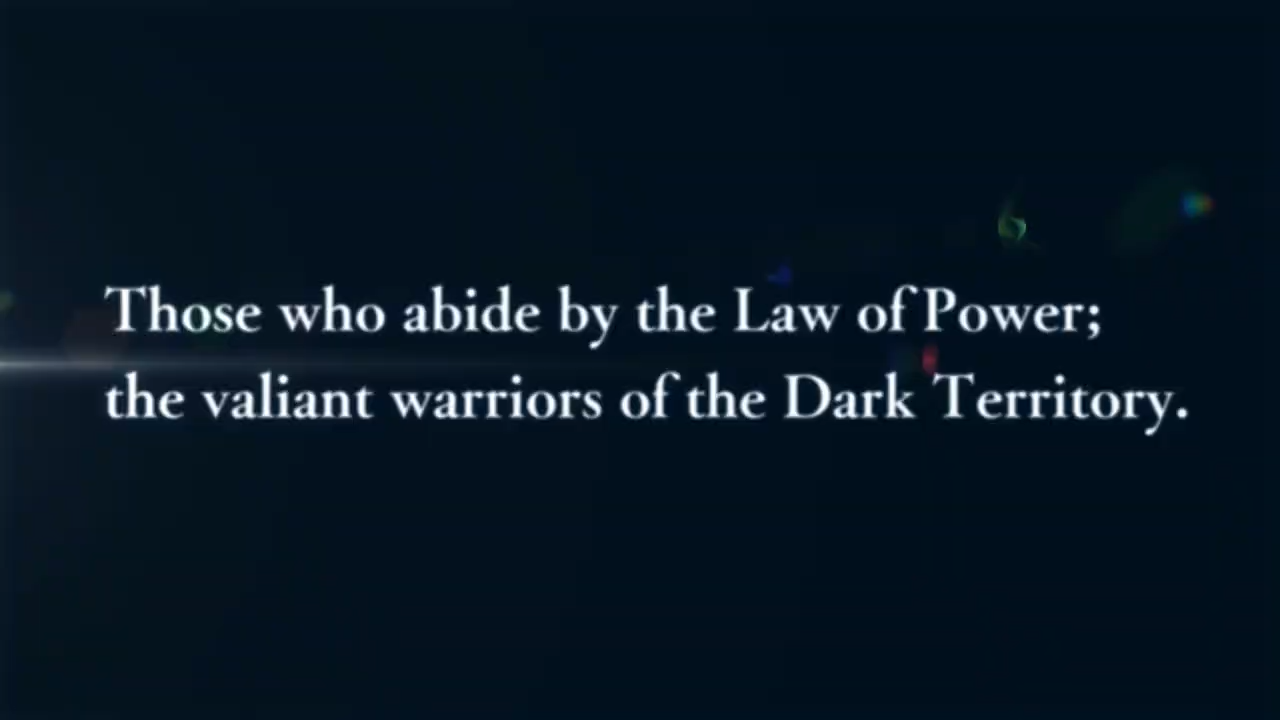 Those who abide by the Law of Power;
the valiant warriors of the Dark Territory.